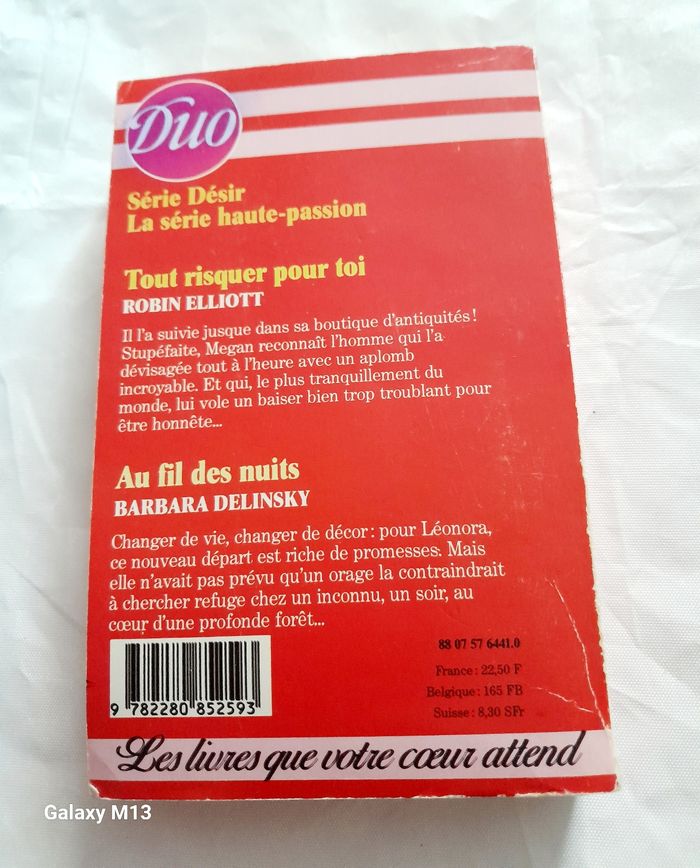 Duo
Série Désir
La série haute-passion
Tout risquer pour toi
ROBIN ELLIOTT
Il l'a suivie jusque dans sa boutique d'antiquités !
Stupéfaite, Megan reconnaît l'homme qui l'a
dévisagée tout à l'heure avec un aplomb
incroyable. Et qui, le plus tranquillement du
monde, lui vole un baiser bien trop troublant pour
être honnête...
Au fil des nuits
BARBARA DELINSKY
Changer de vie, changer de décor : pour Léonora,
ce nouveau départ est riche de promesses. Mais
elle n'avait pas prévu qu'un orage la contraindrait
à chercher refuge chez un inconnu, un soir, au
cœur d'une profonde forêt...
88 07 57 6441.0
France : 22,50 F
Belgique : 165 FB
Suisse : 8,30 SFr
9 782280 852593
Les livres que votre cœur attend
Galaxy M13